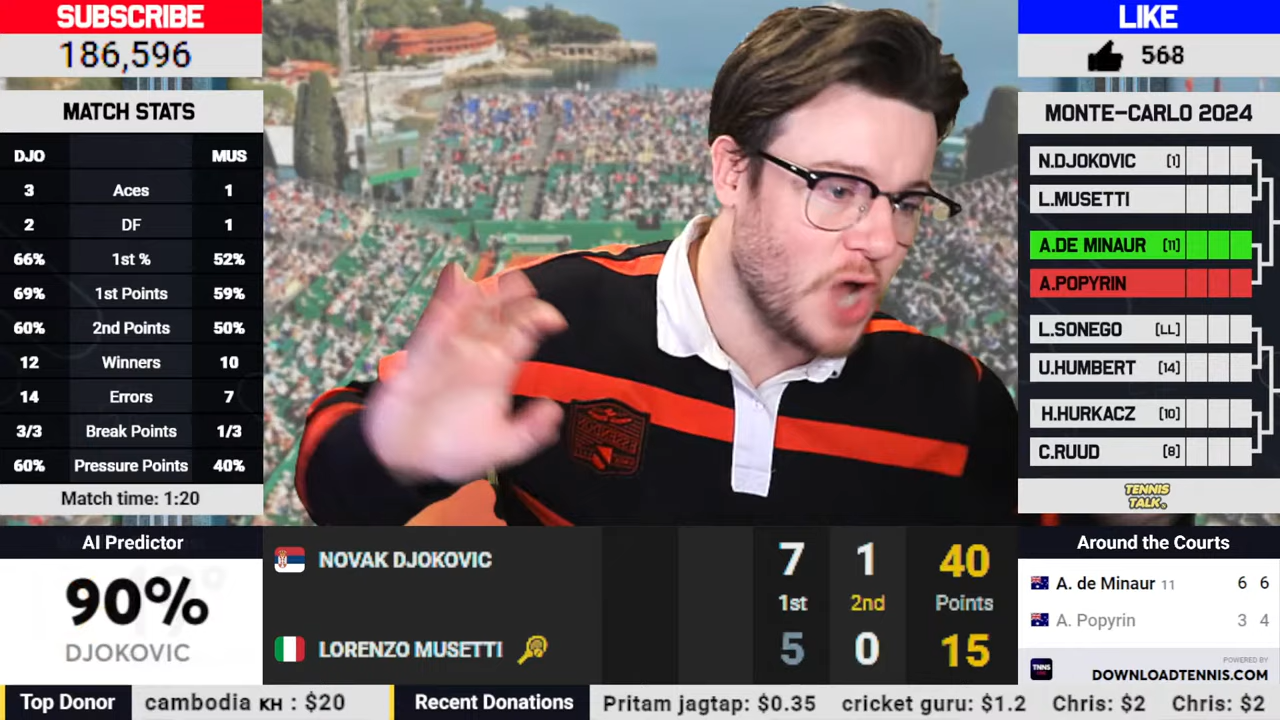 SUBSCRIBE
186,596
MATCH STATS
DJO MUS
3 Aces 1
2 DF 1
66% 1st % 52%
69% 1st Points 59%
60% 2nd Points 50%
12 Winners 10
14 Errors 7
3/3 Break Points 1/3
60% Pressure Points 40%
Match time: 1:20
AI Predictor
90%
DJOKOVIC
NOVAK DJOKOVIC 7 1 40
1st 2nd Points
LORENZO MUSETTI 5 0 15
LIKE
568
MONTE-CARLO 2024
N.DJOKOVIC [1]
L.MUSETTI
A.DE MINAUR [11]
A.POPYRIN
L.SONEGO [LL]
U.HUMBERT [14]
H.HURKACZ [10]
C.RUUD [8]
TENNIS
TALK.
Around the Courts
A. de Minaur 11 6 6
A. Popyrin 3 4
POWERED BY
TNNS
DOWNLOADTENNIS.COM
Top Donor cambodia KH : $20 Recent Donations Pritam jagtap: $0.35 cricket guru: $1.2 Chris: $2 Chris: $2